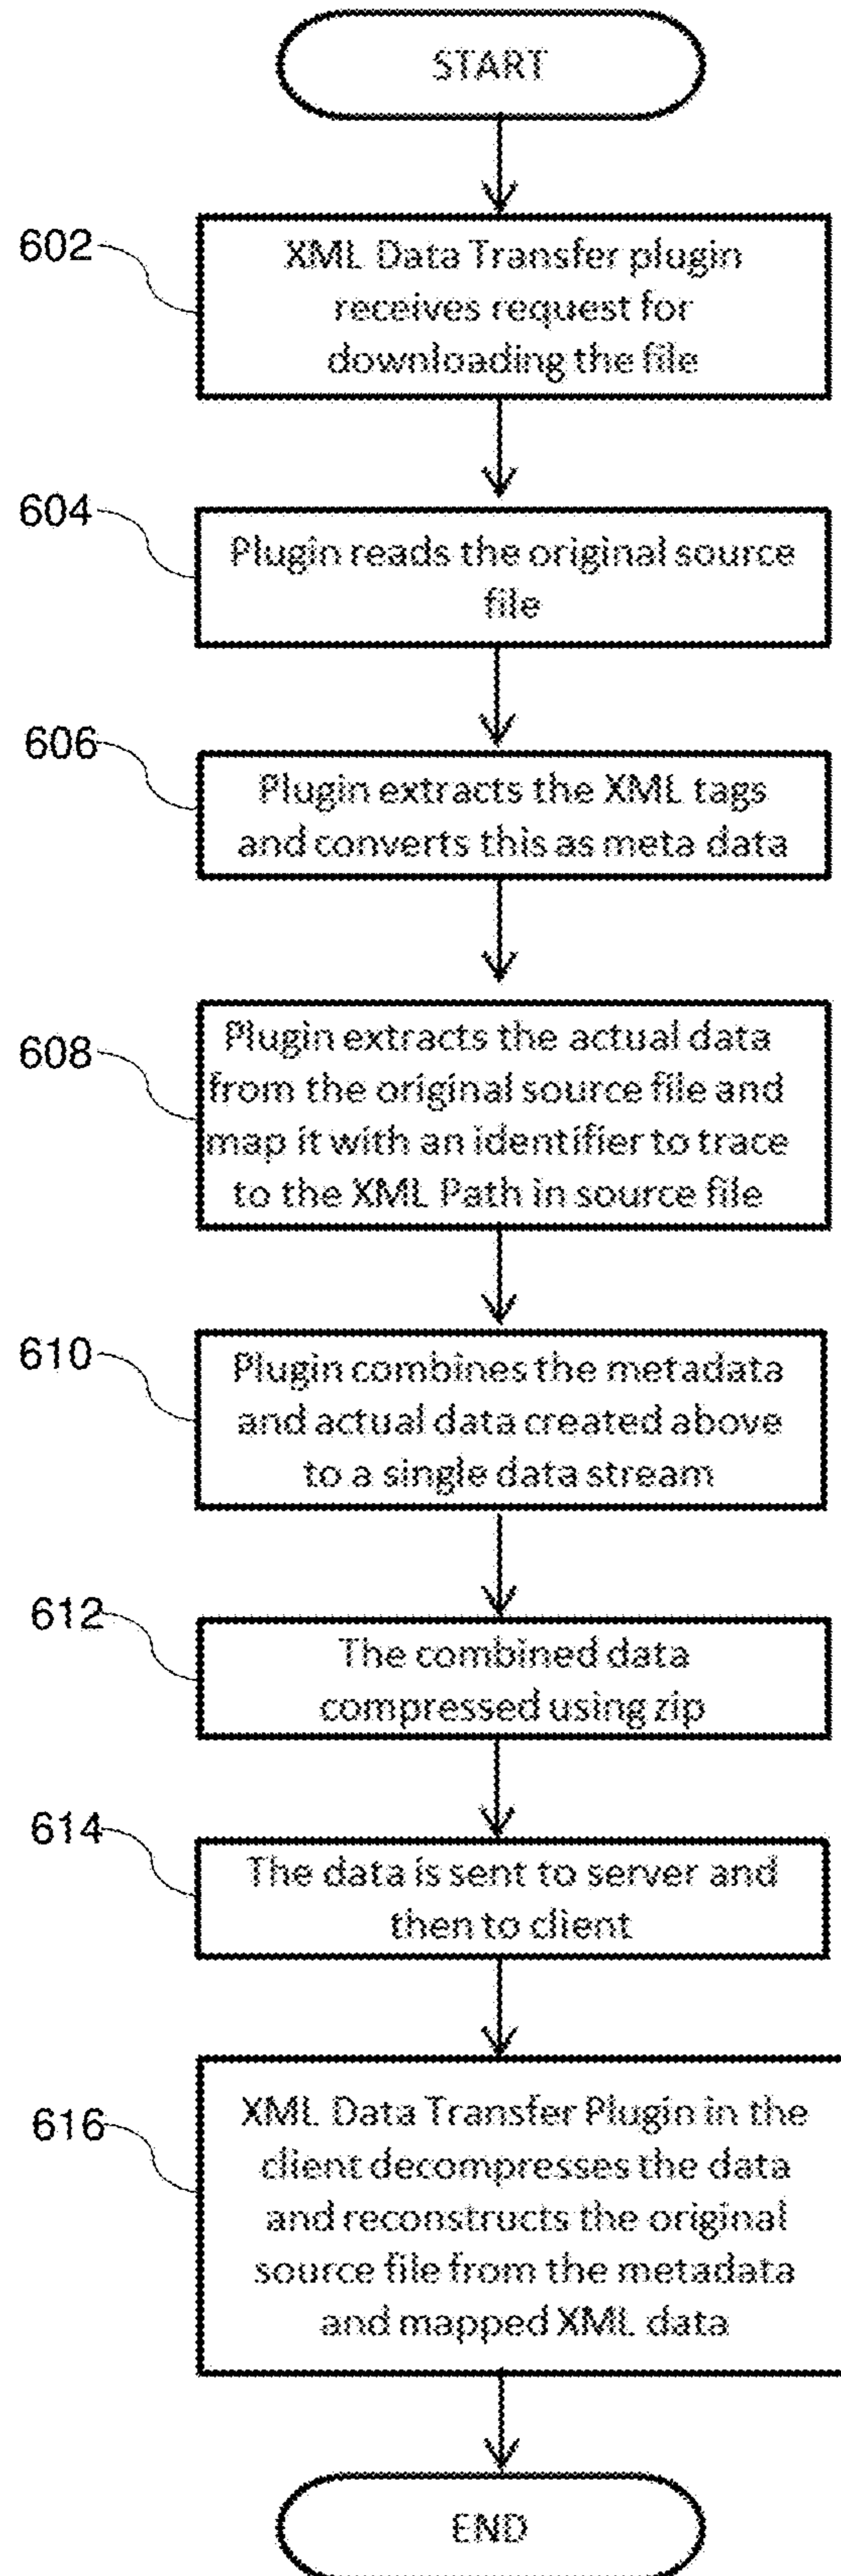 START
602
XML Data Transfer plugin
receives request for
downloading the file
604
Plugin reads the original source
file
606
Plugin extracts the XML tags
and converts this as meta data
608
Plugin extracts the actual data
from the original source file and
map it with an identifier to trace
to the XML Path in source file
610
Plugin combines the metadata
and actual data created above
to a single data stream
612
The combined data
compressed using zip
614
The data is sent to server and
then to client
616
XML Data Transfer Plugin in the
client decompresses the data
and reconstructs the original
source file from the metadata
and mapped XML data
END